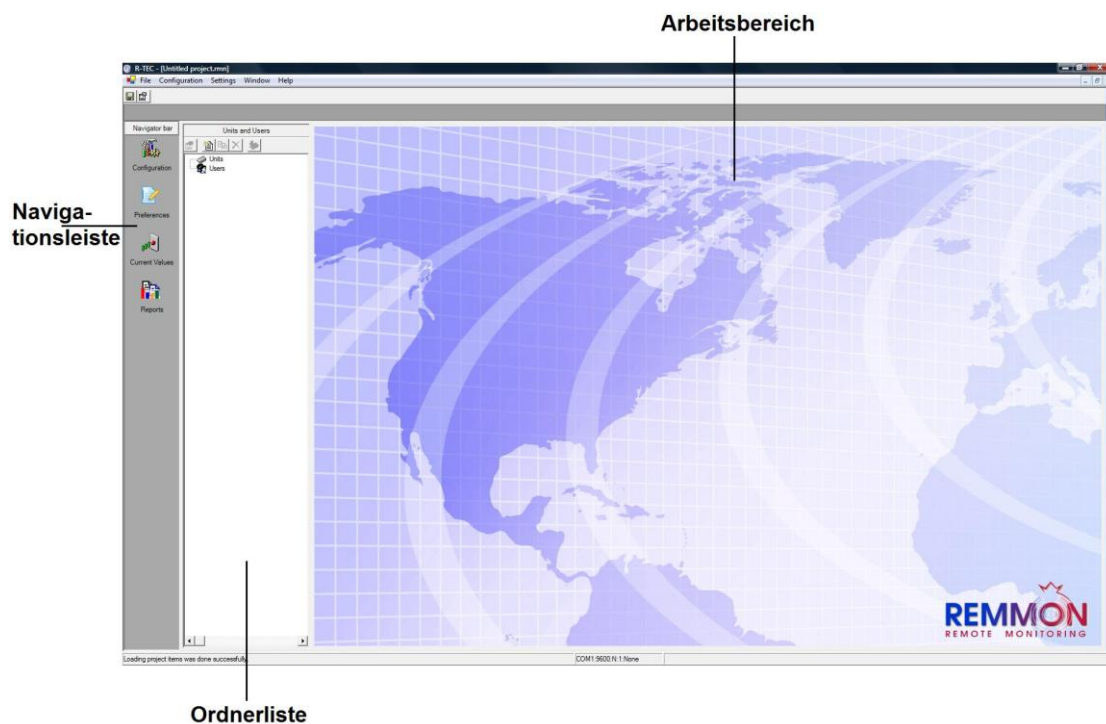 Arbeitsbereich
R-TEC - [Untitled project.rmn]
File Configuration Settings Window Help
Navigator bar
Units and Users
Units
Users
Configuration
Preferences
Naviga-
tionsleiste
Current Values
Reports
REMMON
REMOTE MONITORING
Loading project items was done successfully.
COM1:9600:N:1:None
Ordnerliste